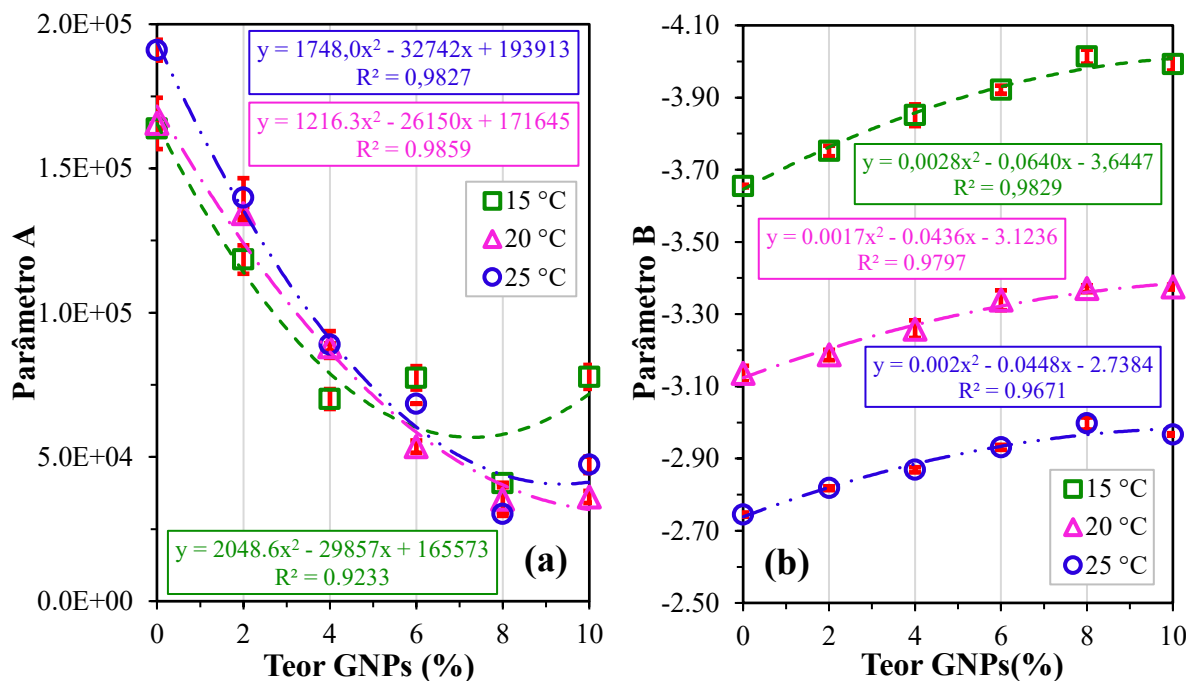 2.0E+05
1.5E+05
1.0E+05
5.0E+04
0.0E+00
Parâmetro A
y = 1748,0x² - 32742x + 193913
R² = 0,9827
y = 1216.3x² - 26150x + 171645
R² = 0.9859
15 °C
20 °C
25 °C
y = 2048.6x² - 29857x + 165573
R² = 0.9233
(a)
0 2 4 6 8 10
Teor GNPs (%)
-4.10
-3.90
-3.70
-3.50
-3.30
-3.10
-2.90
-2.70
-2.50
Parâmetro B
y = 0,0028x² - 0,0640x - 3,6447
R² = 0,9829
y = 0.0017x² - 0.0436x - 3.1236
R² = 0.9797
y = 0.002x² - 0.0448x - 2.7384
R² = 0.9671
15 °C
20 °C
25 °C
(b)
0 2 4 6 8 10
Teor GNPs(%)